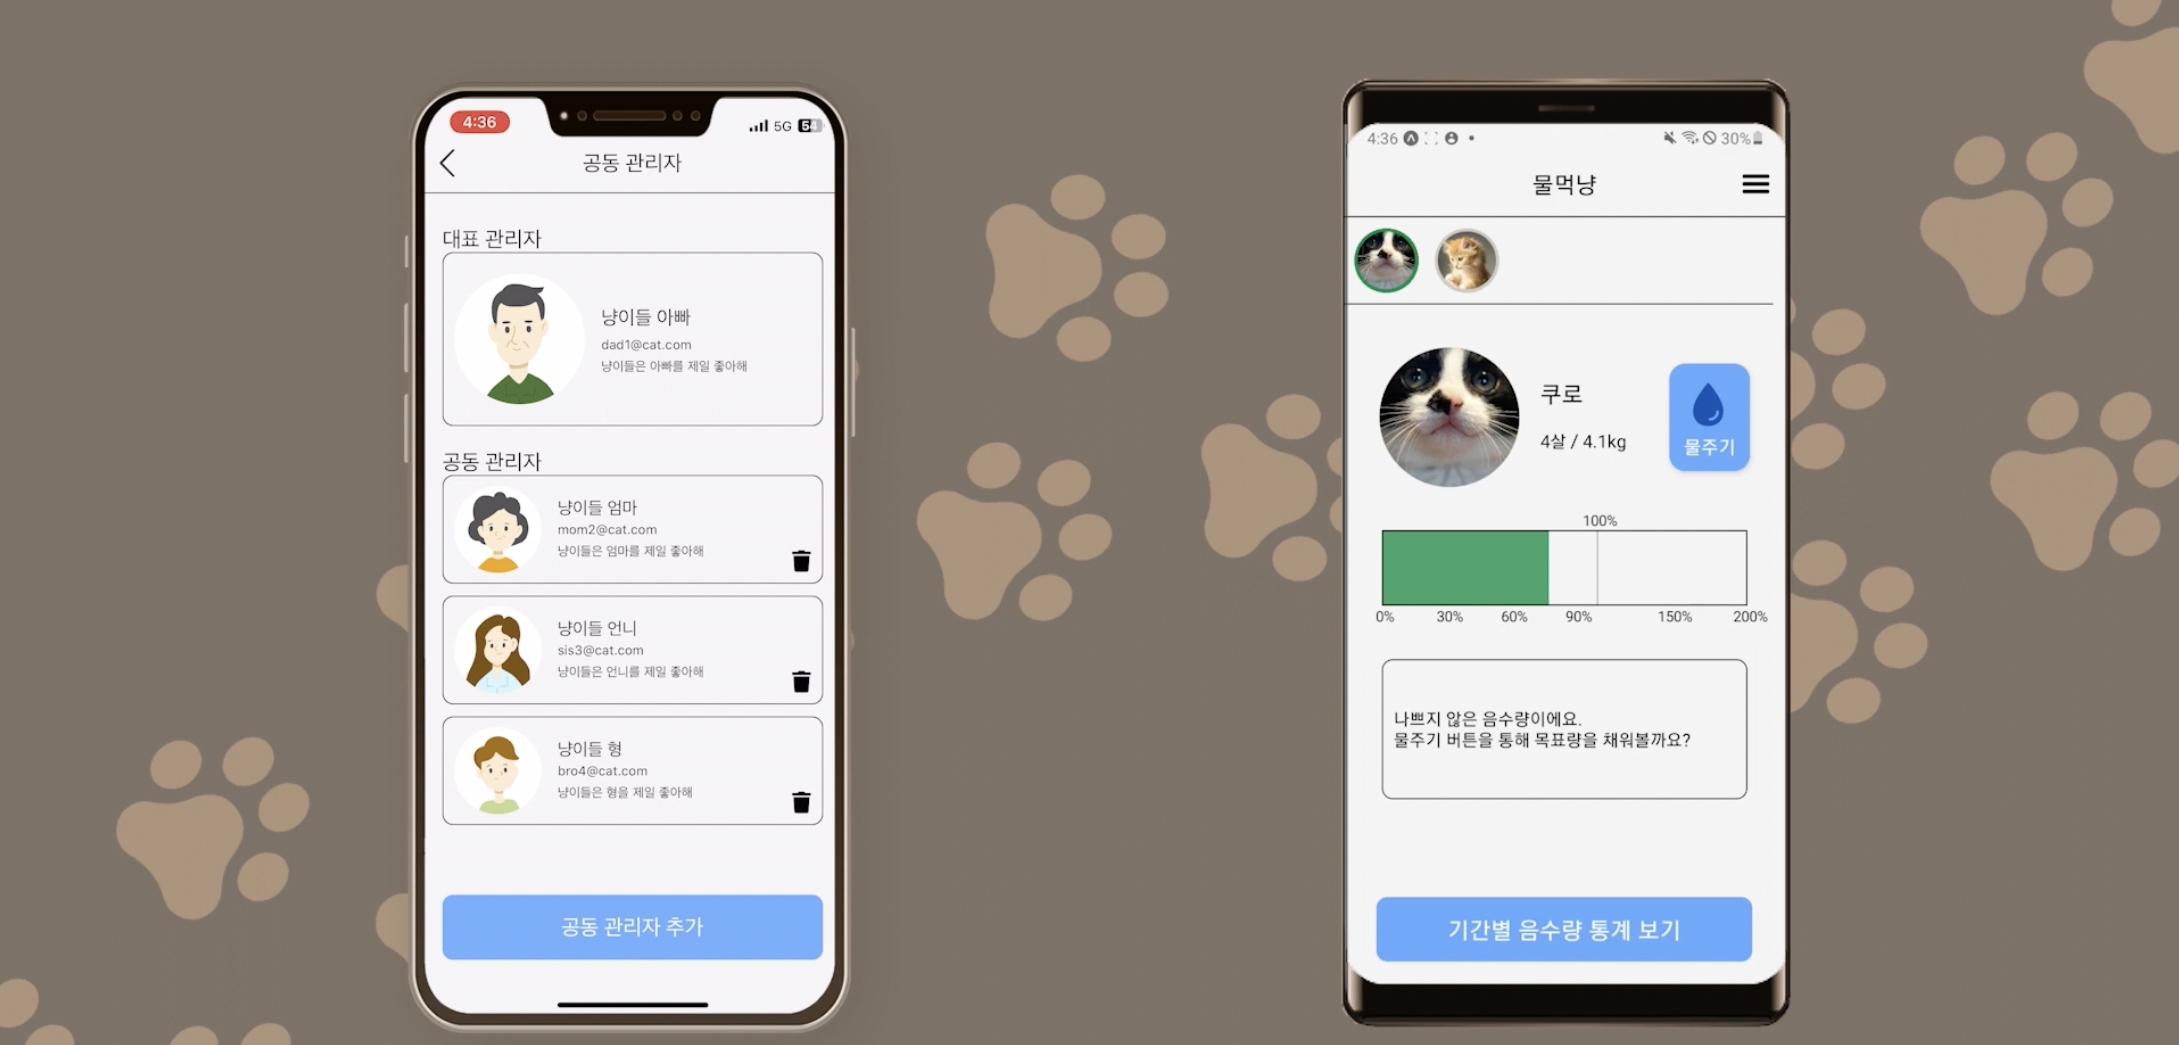 4:36
5G 54
공동 관리자
대표 관리자
냥이들 아빠
dad1@cat.com
냥이들은 아빠를 제일 좋아해
공동 관리자
냥이들 엄마
mom2@cat.com
냥이들은 엄마를 제일 좋아해
냥이들 언니
sis3@cat.com
냥이들은 언니를 제일 좋아해
냥이들 형
bro4@cat.com
냥이들은 형을 제일 좋아해
공동 관리자 추가
4:36
30%
물먹냥
쿠로
4살 / 4.1kg
물주기
100%
0% 30% 60% 90% 150% 200%
나쁘지 않은 음수량이에요.
물주기 버튼을 통해 목표량을 채워볼까요?
기간별 음수량 통계 보기